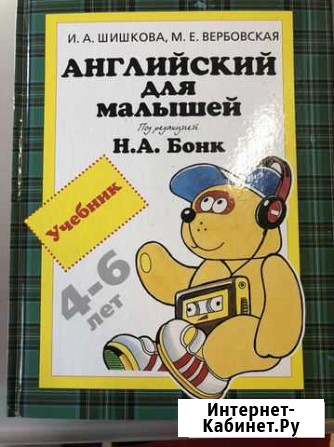 И. А. ШИШКОВА, М. Е. ВЕРБОВСКАЯ
АНГЛИЙСКИЙ
ДЛЯ
МАЛЫШЕЙ
Под редакцией
Н.А. Бонк
Учебник
4-6
лет
Интернет-
Кабинет.Ру